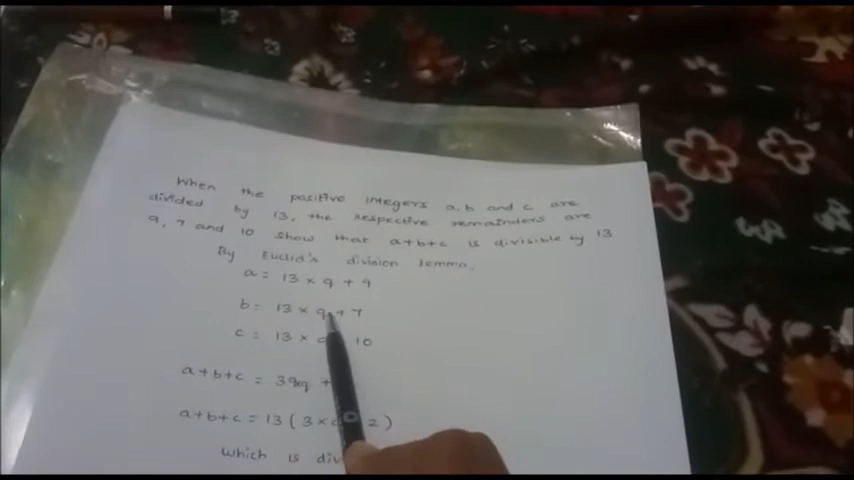 When the positive integers a, b and c are
divided by 13, the respective remainders are
9, 7 and 10 show that a+b+c is divisible by 13
By Euclid's division lemma.
a = 13 × q + 9
b = 13 × q + 7
c = 13 × 10
a+b+c = 39q +
a+b+c = 13 ( 3× 2 )
which is